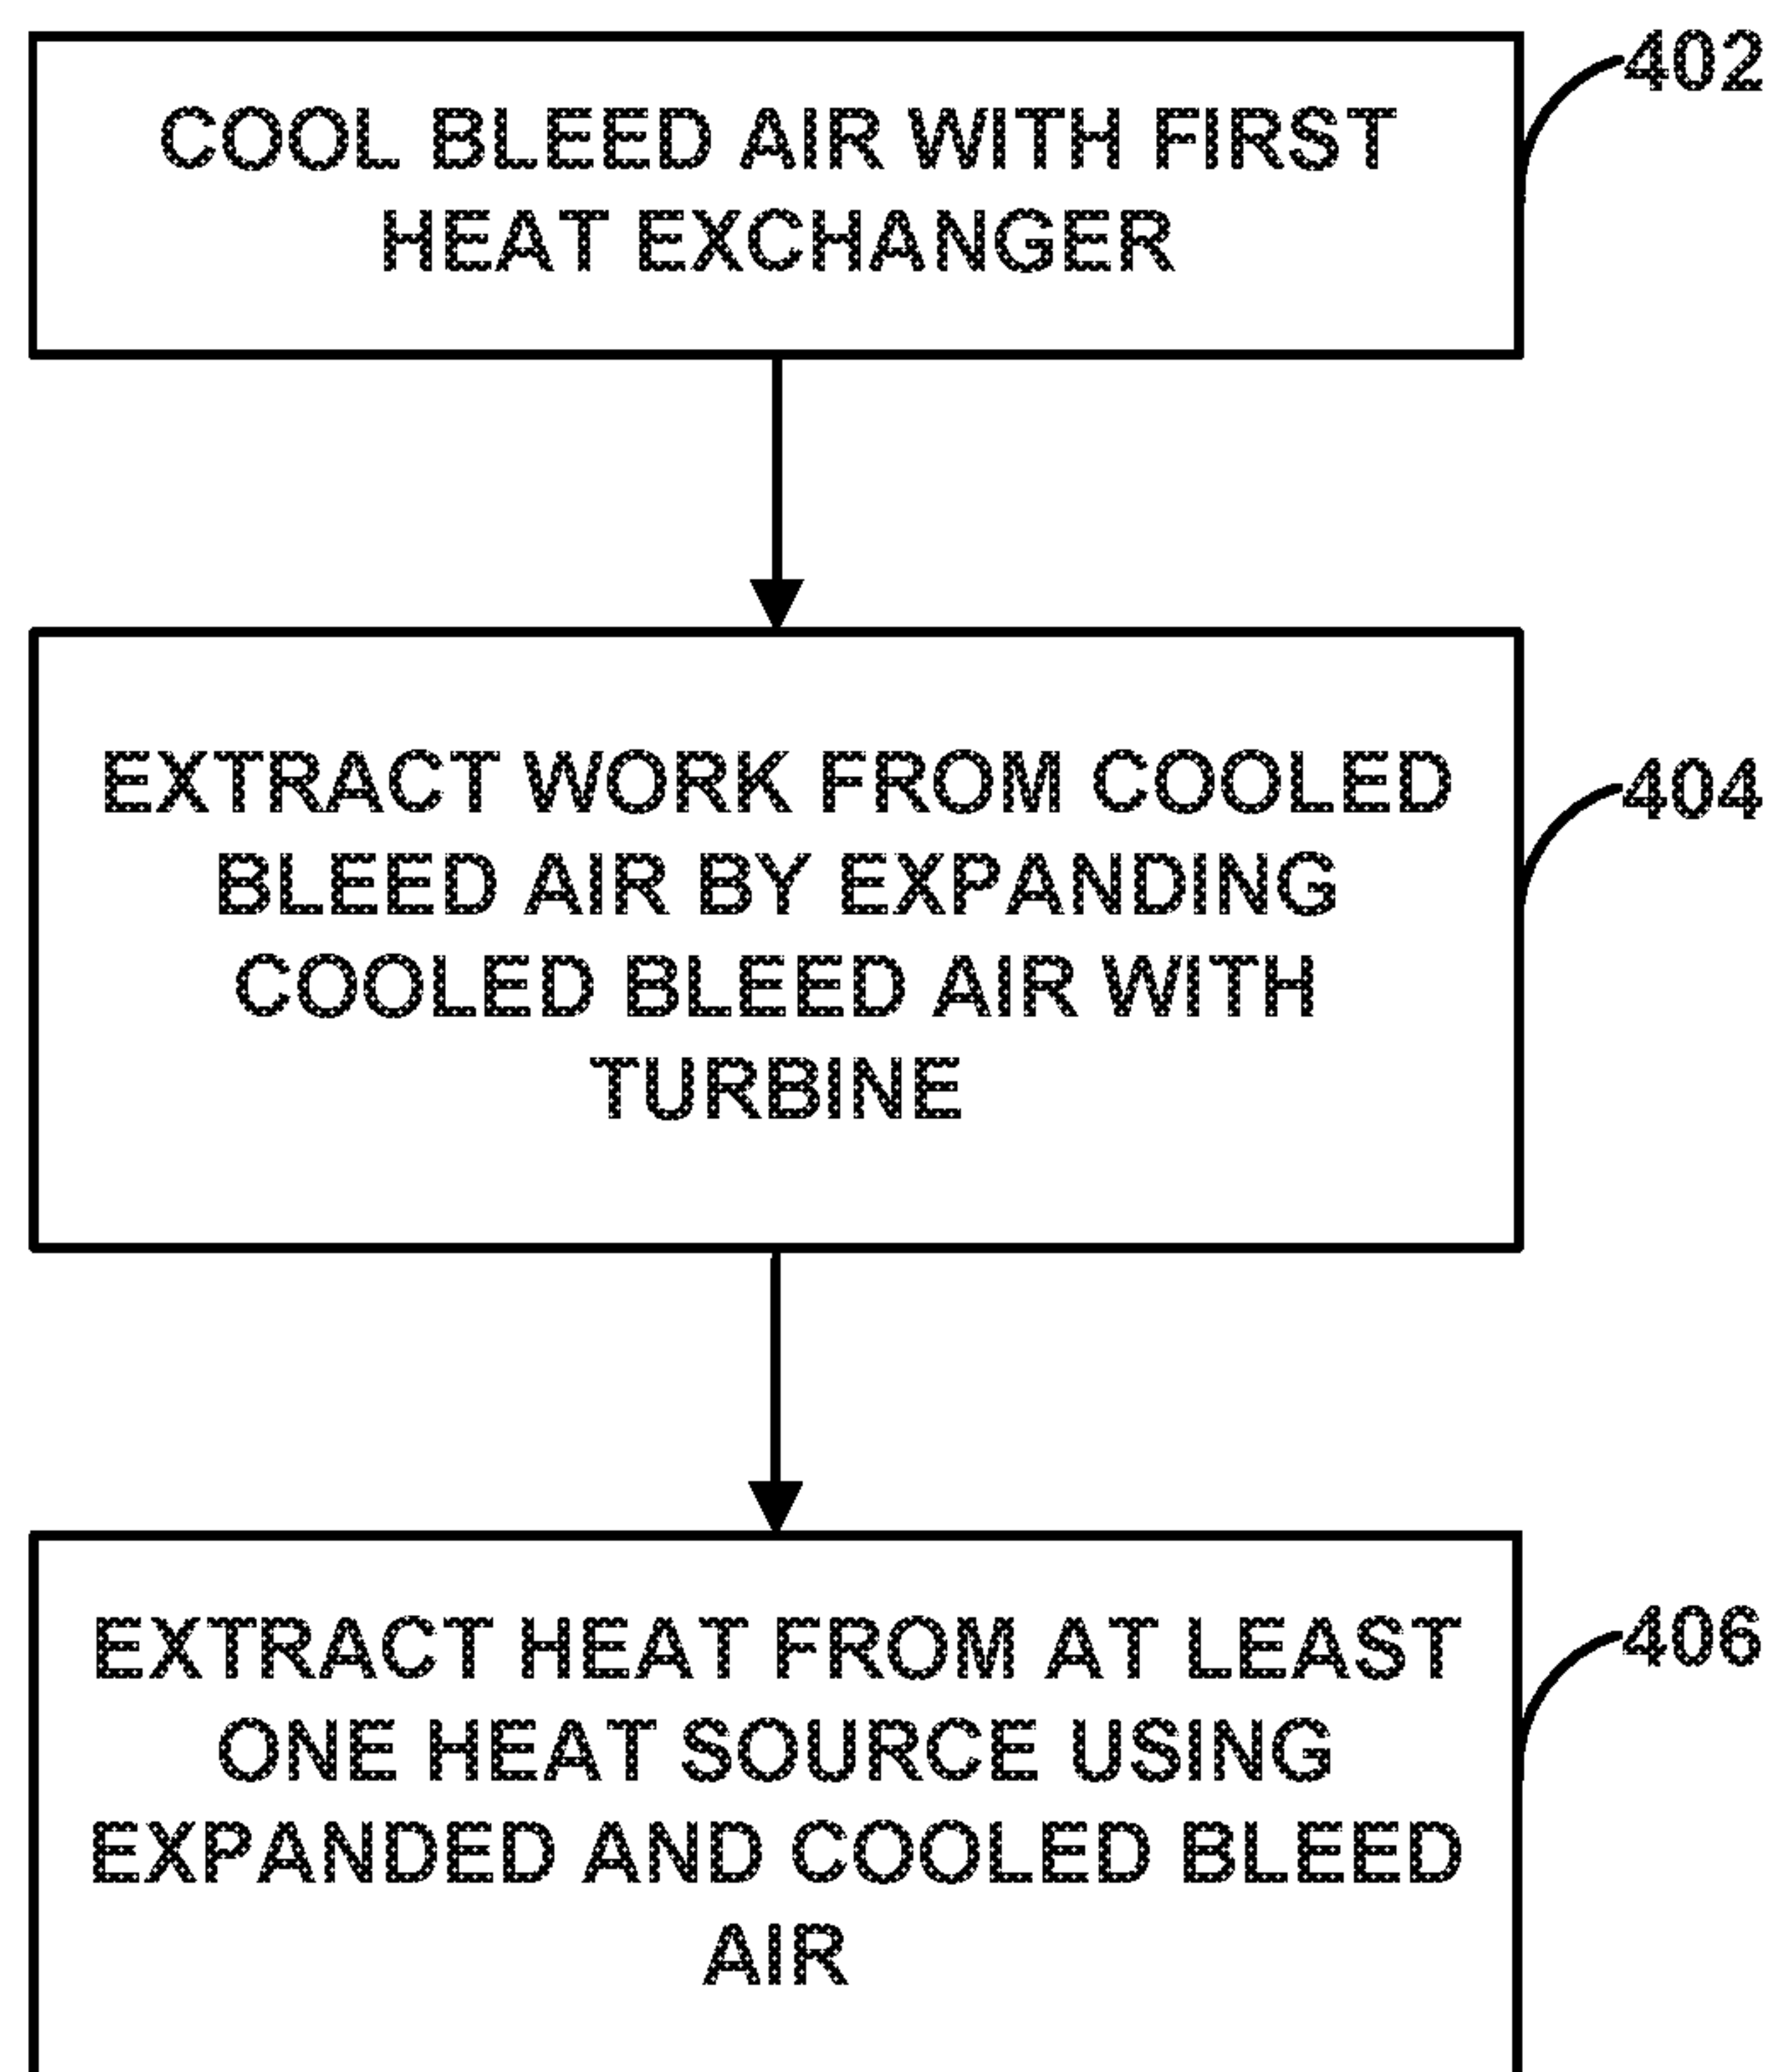 402
COOL BLEED AIR WITH FIRST
HEAT EXCHANGER
EXTRACT WORK FROM COOLED
BLEED AIR BY EXPANDING
COOLED BLEED AIR WITH
TURBINE
404
EXTRACT HEAT FROM AT LEAST
ONE HEAT SOURCE USING
EXPANDED AND COOLED BLEED
AIR
406